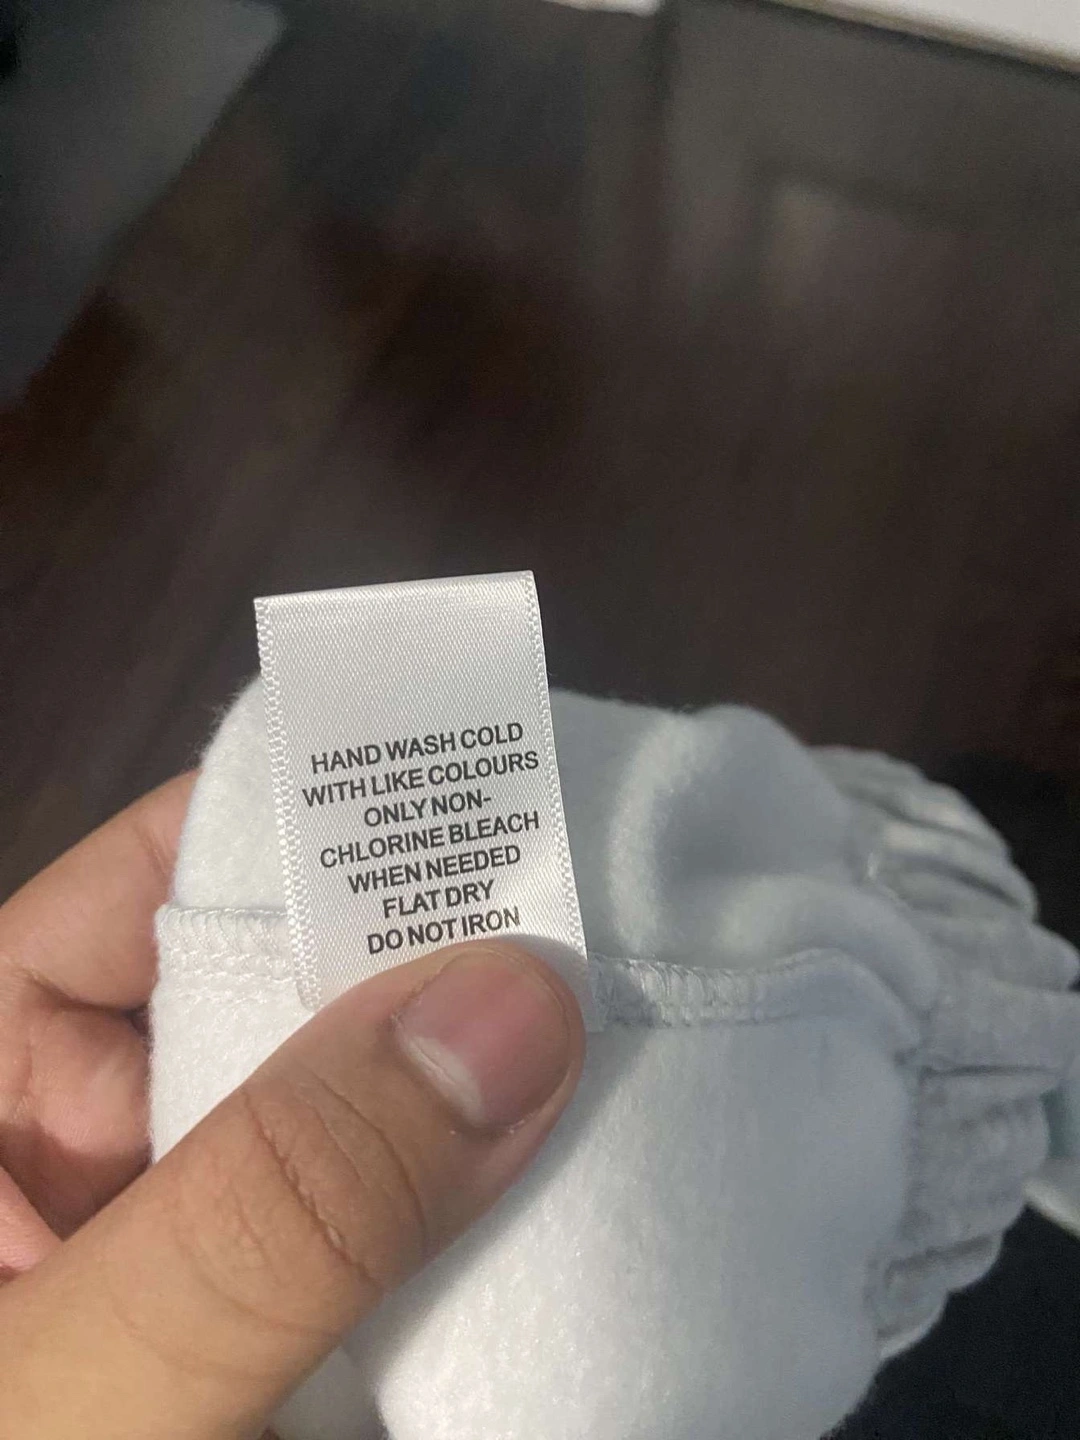 HAND WASH COLD
WITH LIKE COLOURS
ONLY NON-
CHLORINE BLEACH
WHEN NEEDED
FLAT DRY
DO NOT IRON